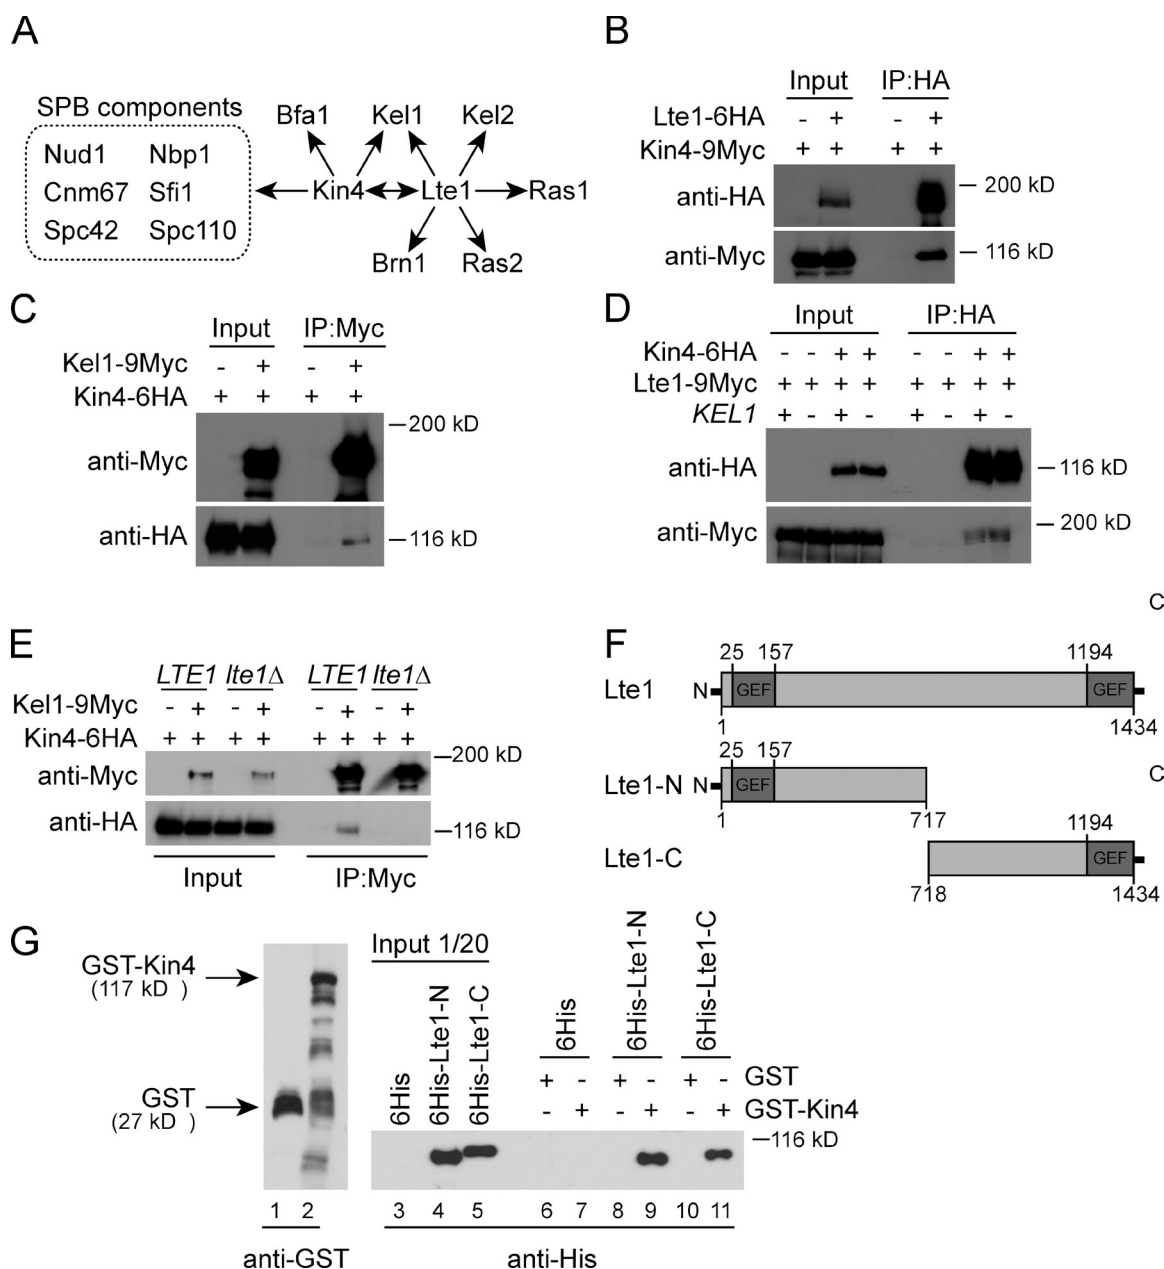 A
SPB components
Nud1 Nbp1
Cnm67 Sfi1
Spc42 Spc110
Bfa1 Kel1 Kel2
Kin4 Lte1 Ras1
Brn1 Ras2
B
Input IP:HA
Lte1-6HA - + - +
Kin4-9Myc + + + +
anti-HA
200 kD
anti-Myc
116 kD
C
Input IP:Myc
Kel1-9Myc - + - +
Kin4-6HA + + + +
anti-Myc
200 kD
anti-HA
116 kD
D
Input IP:HA
Kin4-6HA - - + + - - + +
Lte1-9Myc + + + + + + + +
KEL1 + - + - + - + -
anti-HA
116 kD
anti-Myc
200 kD
C
E
LTE1 lte1Δ LTE1 lte1Δ
Kel1-9Myc - + - + - + - +
Kin4-6HA + + + + + + + +
anti-Myc
200 kD
anti-HA
116 kD
Input IP:Myc
F
25 157 1194
Lte1 N GEF GEF
1 1434
25 157
Lte1-N N GEF
C
1 717
1194
Lte1-C GEF
718 1434
G
GST-Kin4
(117 kD )
GST
(27 kD )
1 2
anti-GST
Input 1/20
6His
6His-Lte1-N
6His-Lte1-C
6His
6His-Lte1-N
6His-Lte1-C
+ - + - + - GST
- + - + - + GST-Kin4
116 kD
3 4 5 6 7 8 9 10 11
anti-His